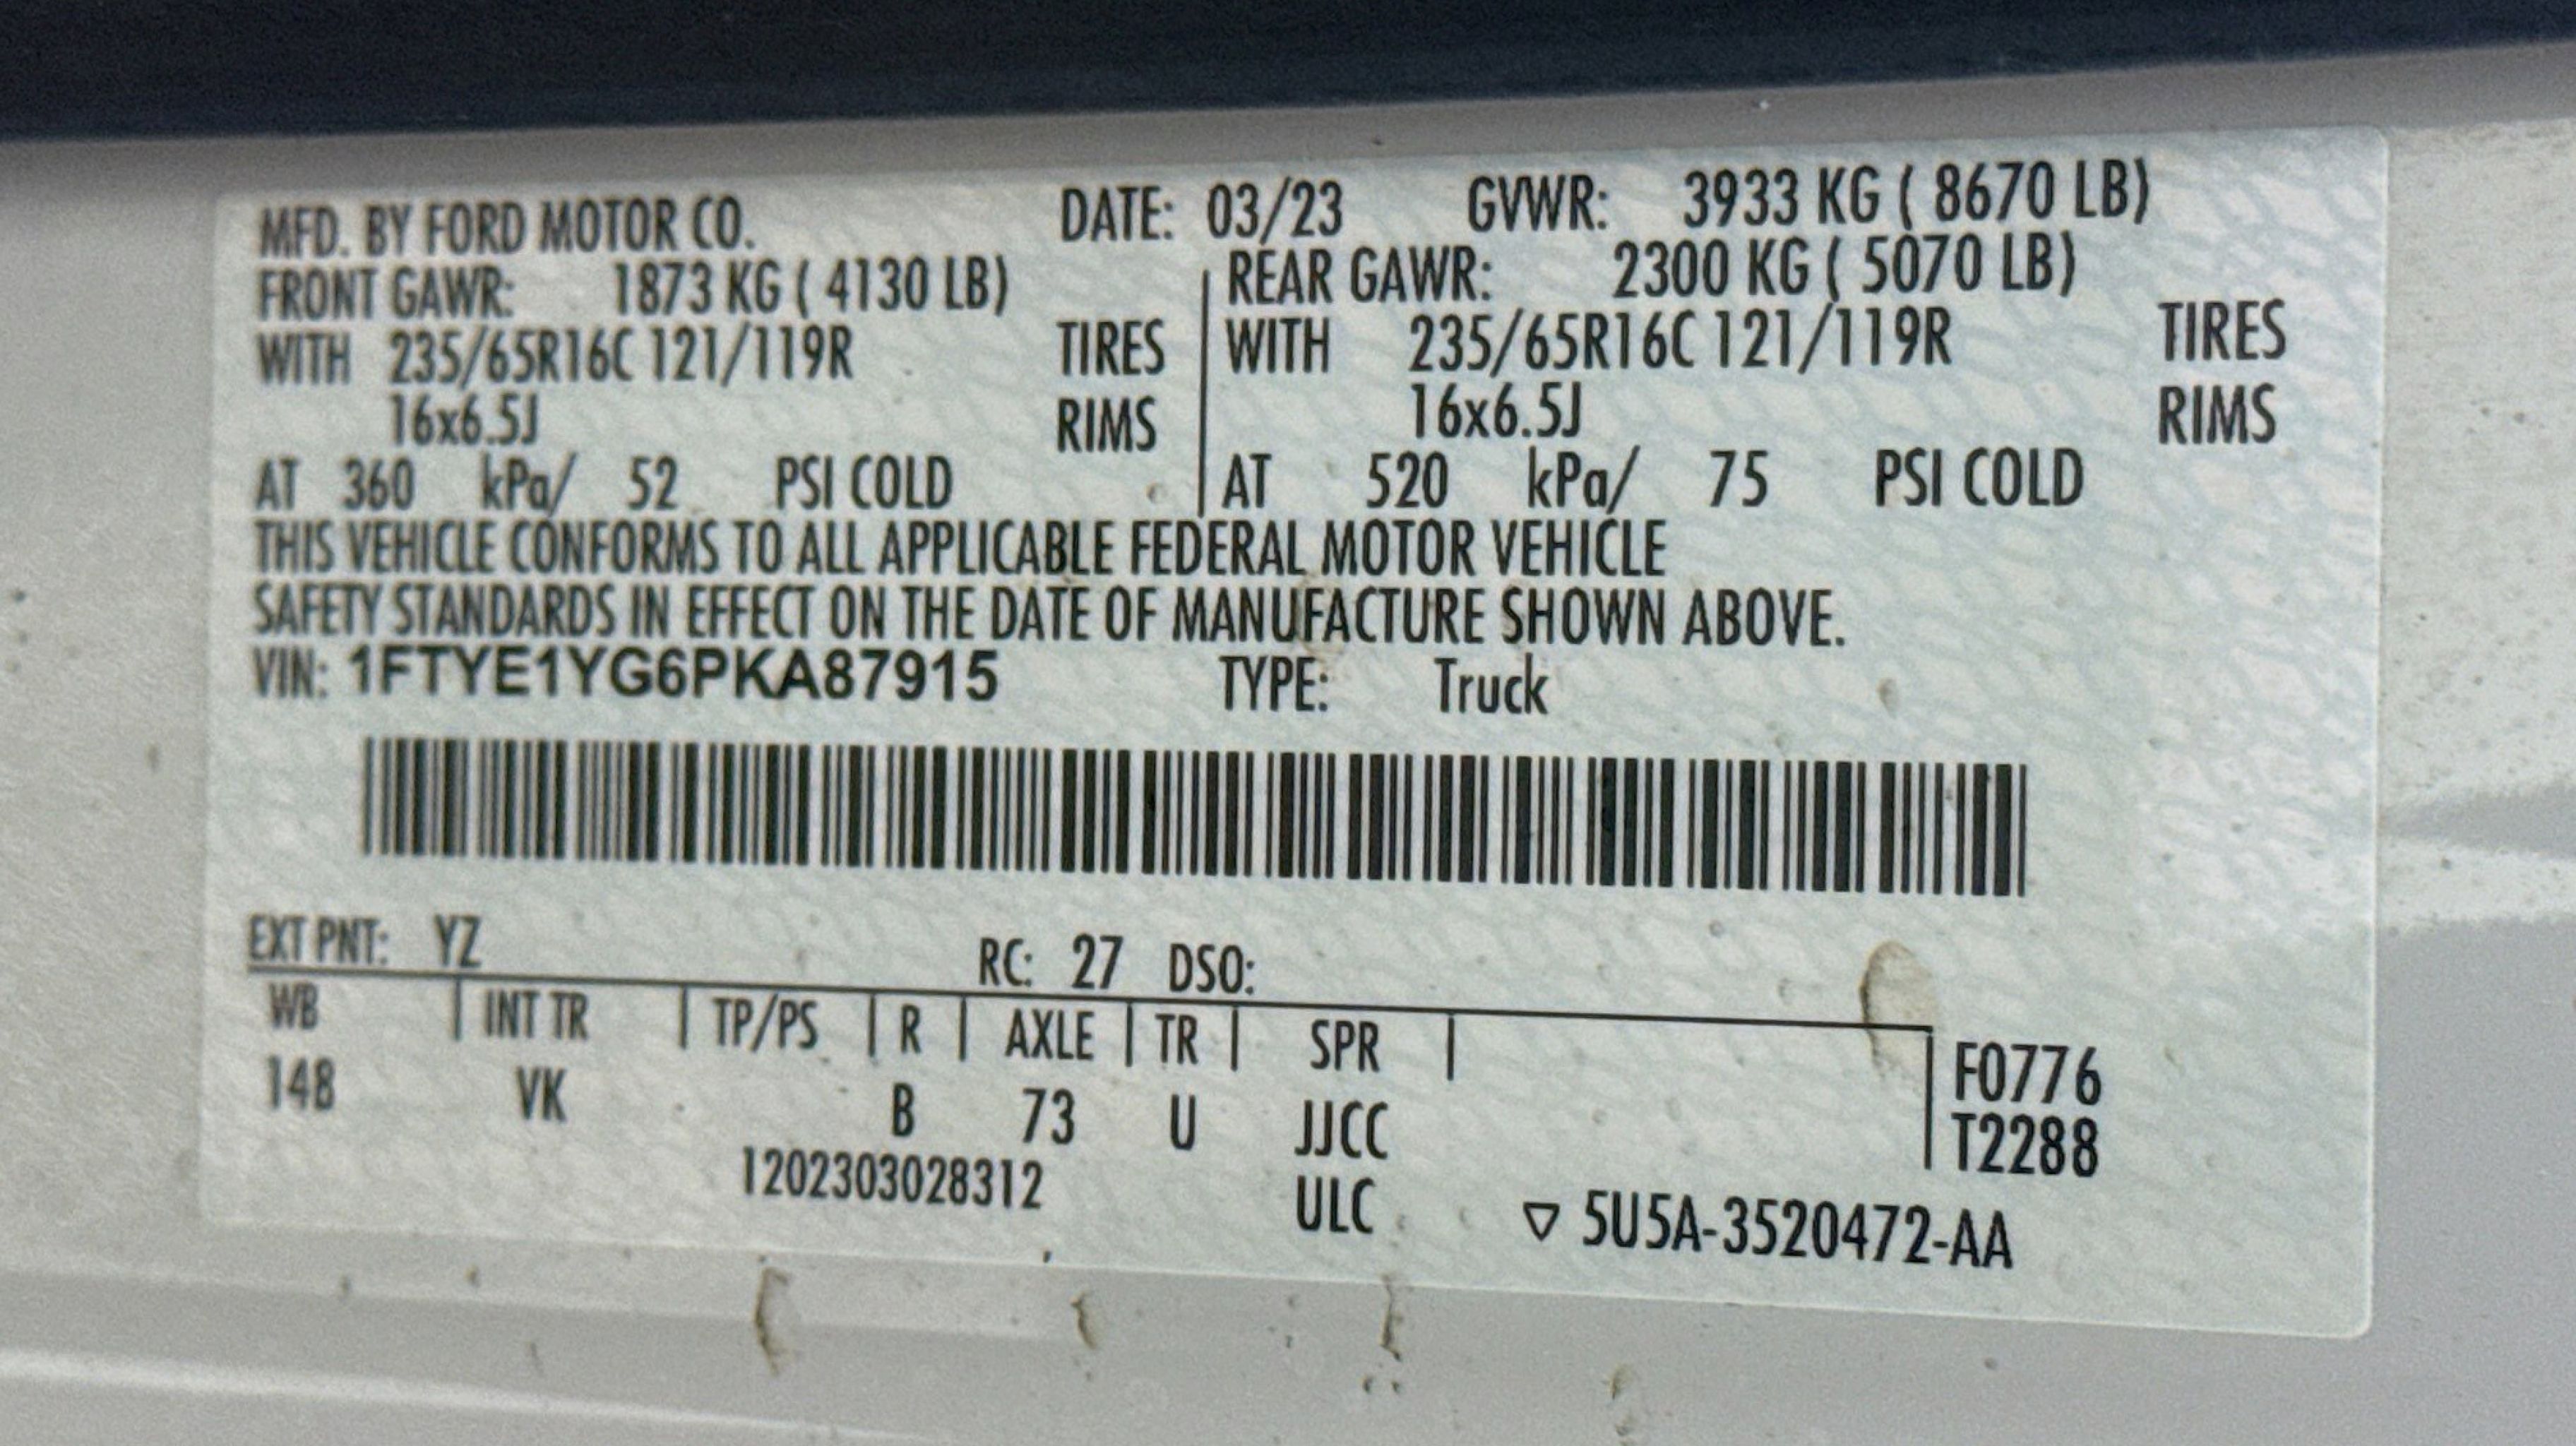 MFD. BY FORD MOTOR CO. DATE: 03/23 GVWR: 3933 KG ( 8670 LB)
FRONT GAWR: 1873 KG ( 4130 LB) REAR GAWR: 2300 KG ( 5070 LB)
WITH 235/65R16C 121/119R TIRES WITH 235/65R16C 121/119R TIRES
16x6.5J RIMS 16x6.5J RIMS
AT 360 kPa/ 52 PSI COLD AT 520 kPa/ 75 PSI COLD
THIS VEHICLE CONFORMS TO ALL APPLICABLE FEDERAL MOTOR VEHICLE
SAFETY STANDARDS IN EFFECT ON THE DATE OF MANUFACTURE SHOWN ABOVE.
VIN: 1FTYE1YG6PKA87915 TYPE: Truck
EXT PNT: YZ RC: 27 DSO:
WB | INT TR | TP/PS | R | AXLE | TR | SPR |
148 VK B 73 U JJCC F0776
1202303028312 ULC T2288
▽ 5U5A-3520472-AA